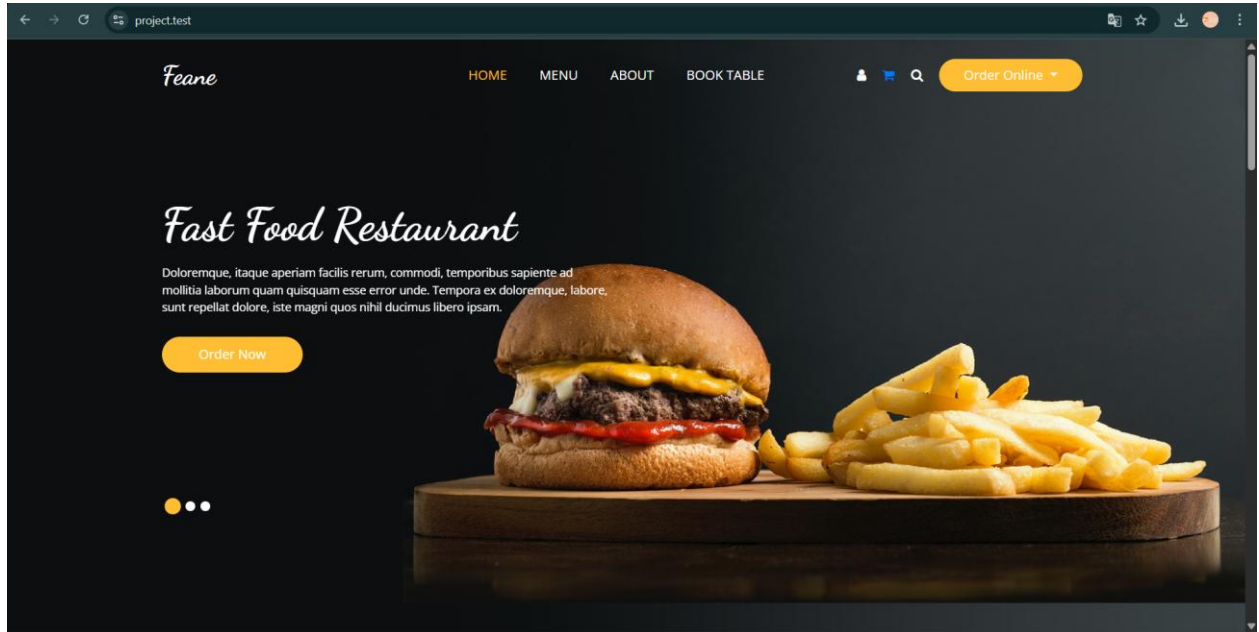 project.test
Feane
HOME MENU ABOUT BOOK TABLE
Order Online
Fast Food Restaurant
Doloremque, itaque aperiam facilis rerum, commodi, temporibus sapiente ad
mollitia laborum quam quisquam esse error unde. Tempora ex doloremque, labore,
sunt repellat dolore, iste magni quos nihil ducimus libero ipsam.
Order Now